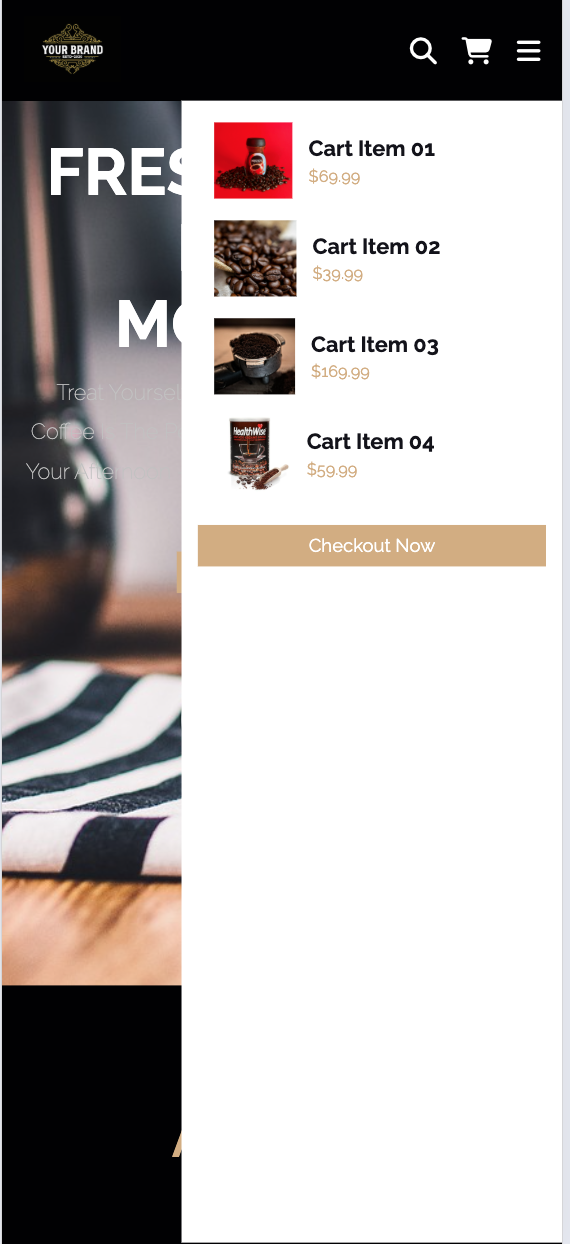 YOUR BRAND
FRES
MO
Treat Yoursel
Coffee
Your Afte
Cart Item 01
$69.99
Cart Item 02
$39.99
Cart Item 03
$169.99
HealthWise
Cart Item 04
$59.99
Checkout Now
A